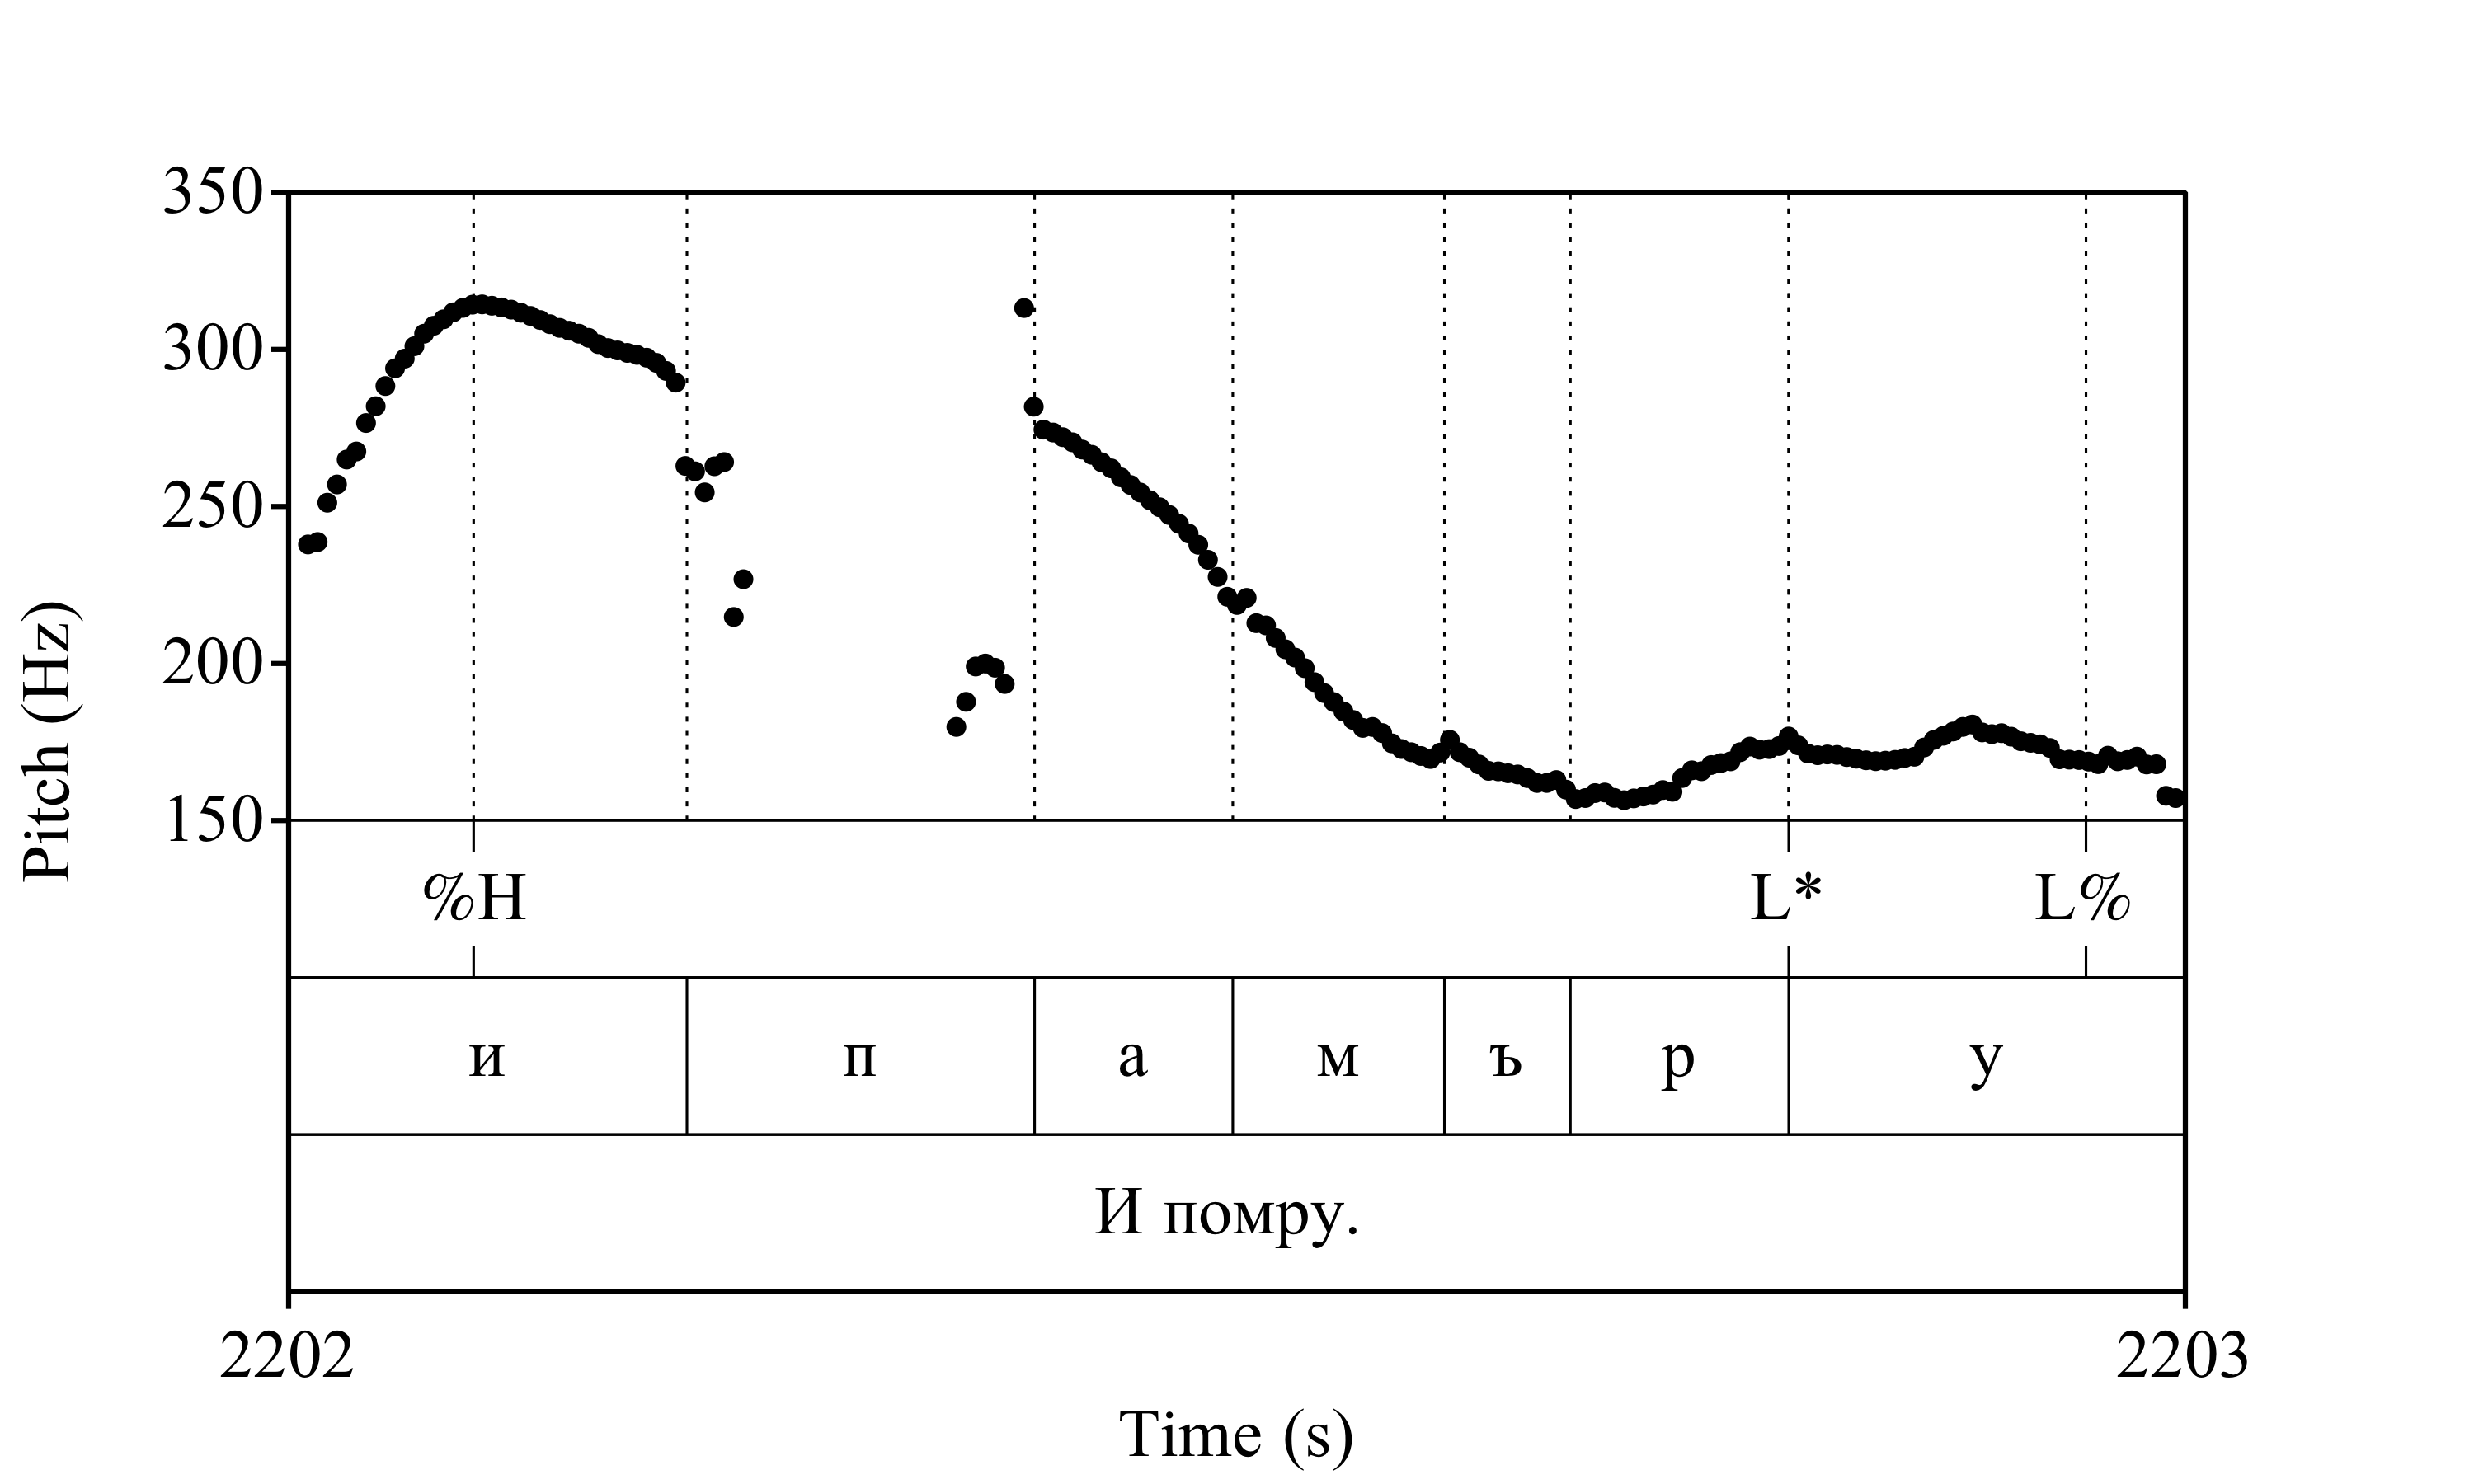 350
300
250
200
150
Pitch (Hz)
%H L* L%
и п а м ъ р у
И помру.
2202 2203
Time (s)